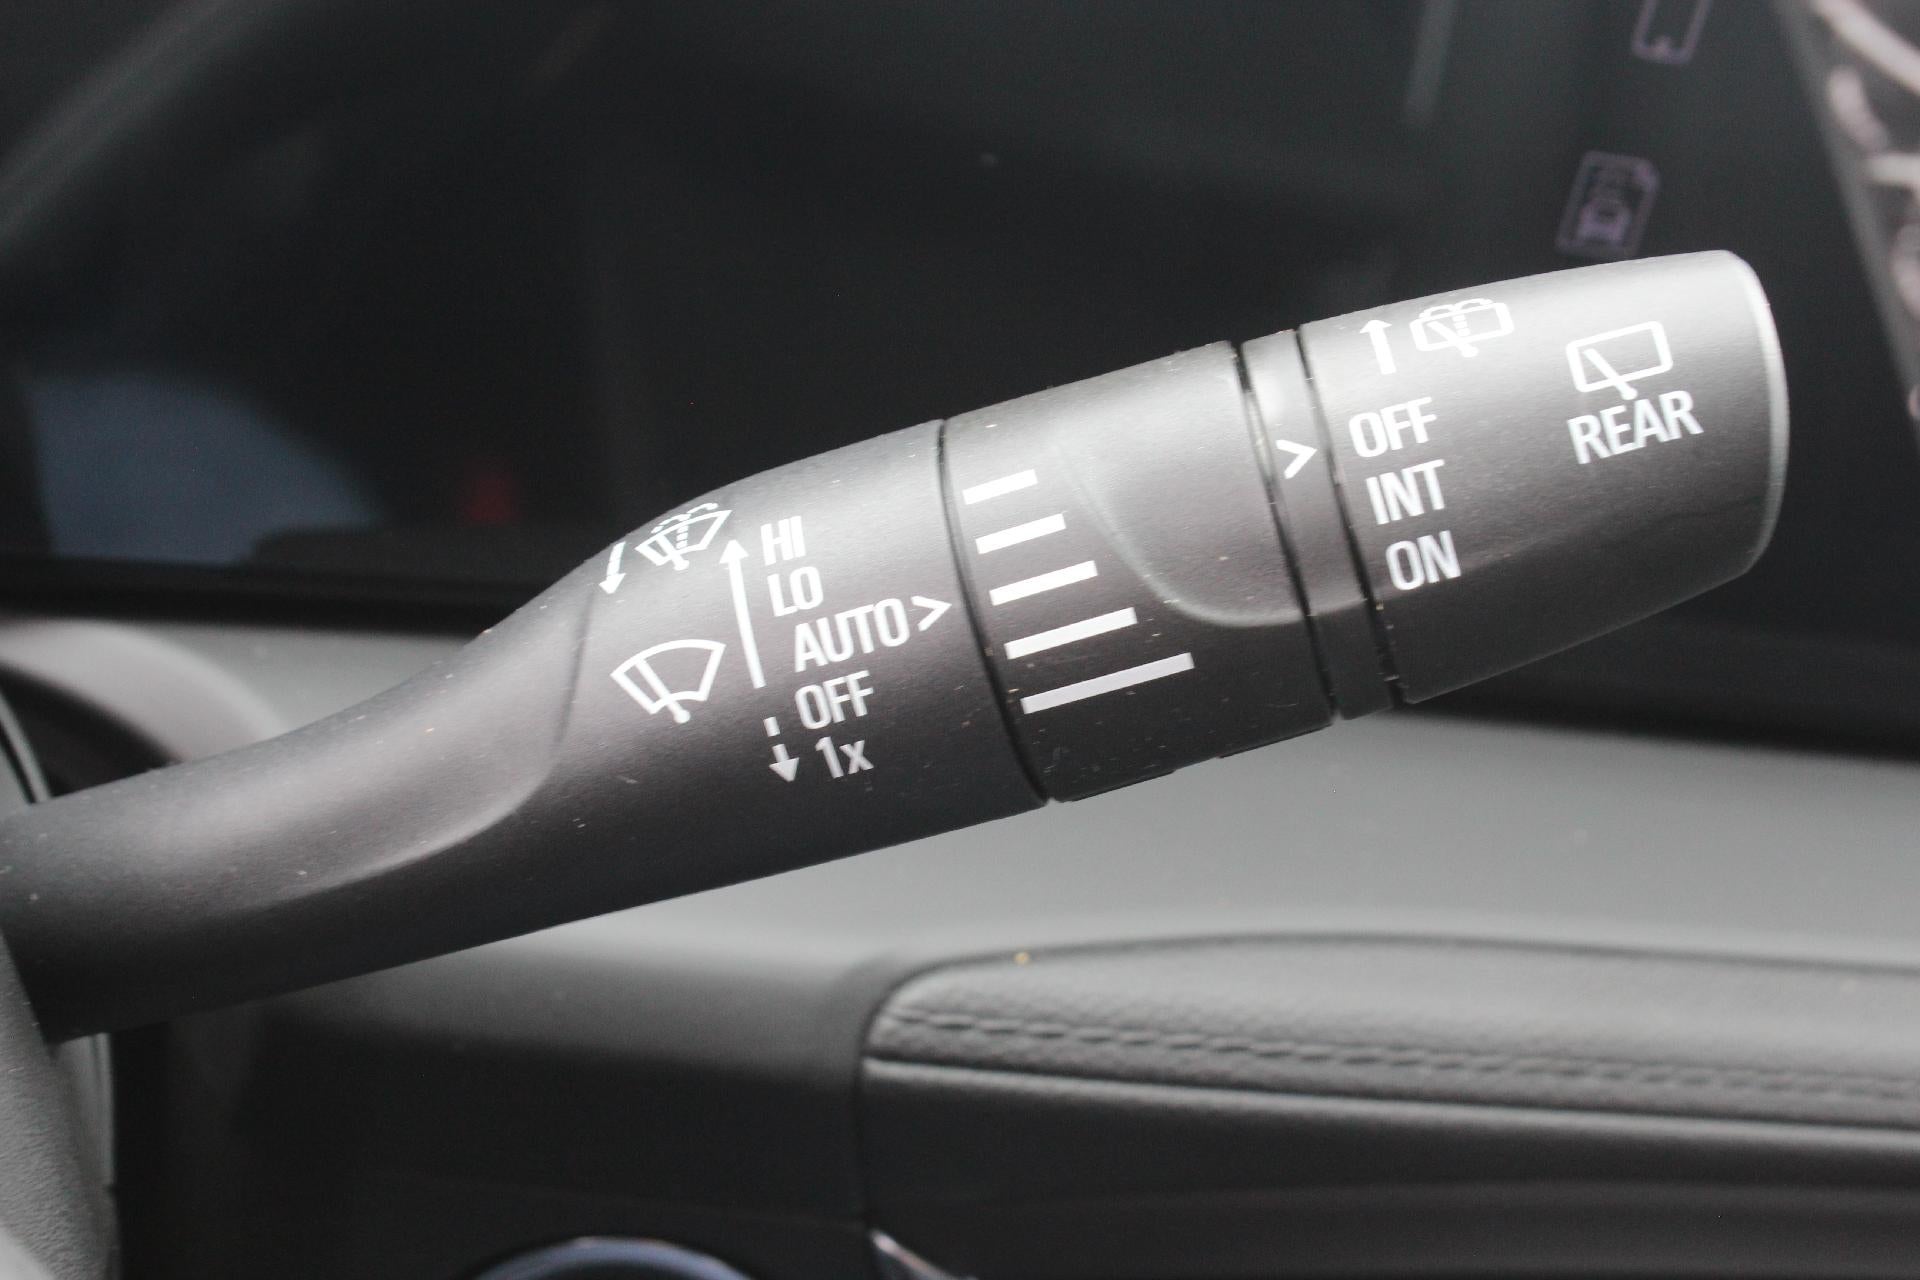 HI
LO
AUTO >
OFF
1x
>
OFF
INT
ON
REAR